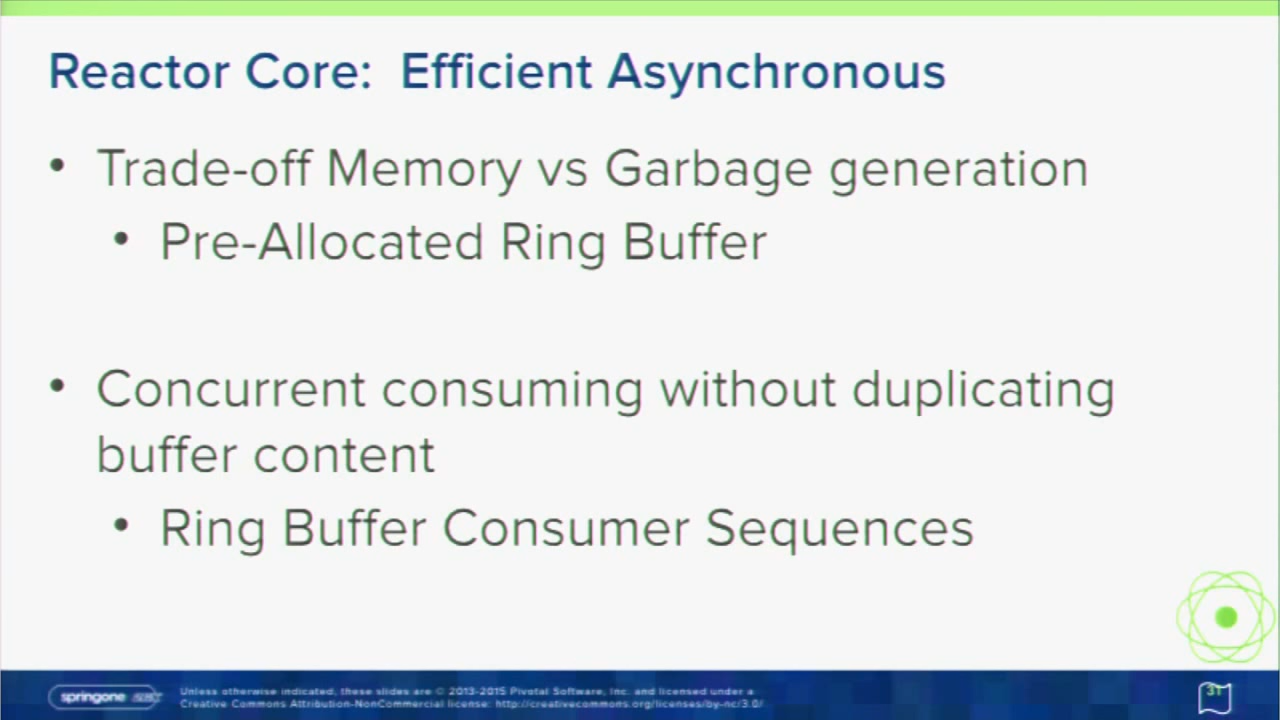 Reactor Core: Efficient Asynchronous
• Trade-off Memory vs Garbage generation
• Pre-Allocated Ring Buffer
• Concurrent consuming without duplicating
buffer content
• Ring Buffer Consumer Sequences
springone
Unless otherwise indicated, these slides are © 2013-2015 Pivotal Software, Inc. and licensed under a
Creative Commons Attribution-NonCommercial license: http://creativecommons.org/licenses/by-nc/3.0/
31